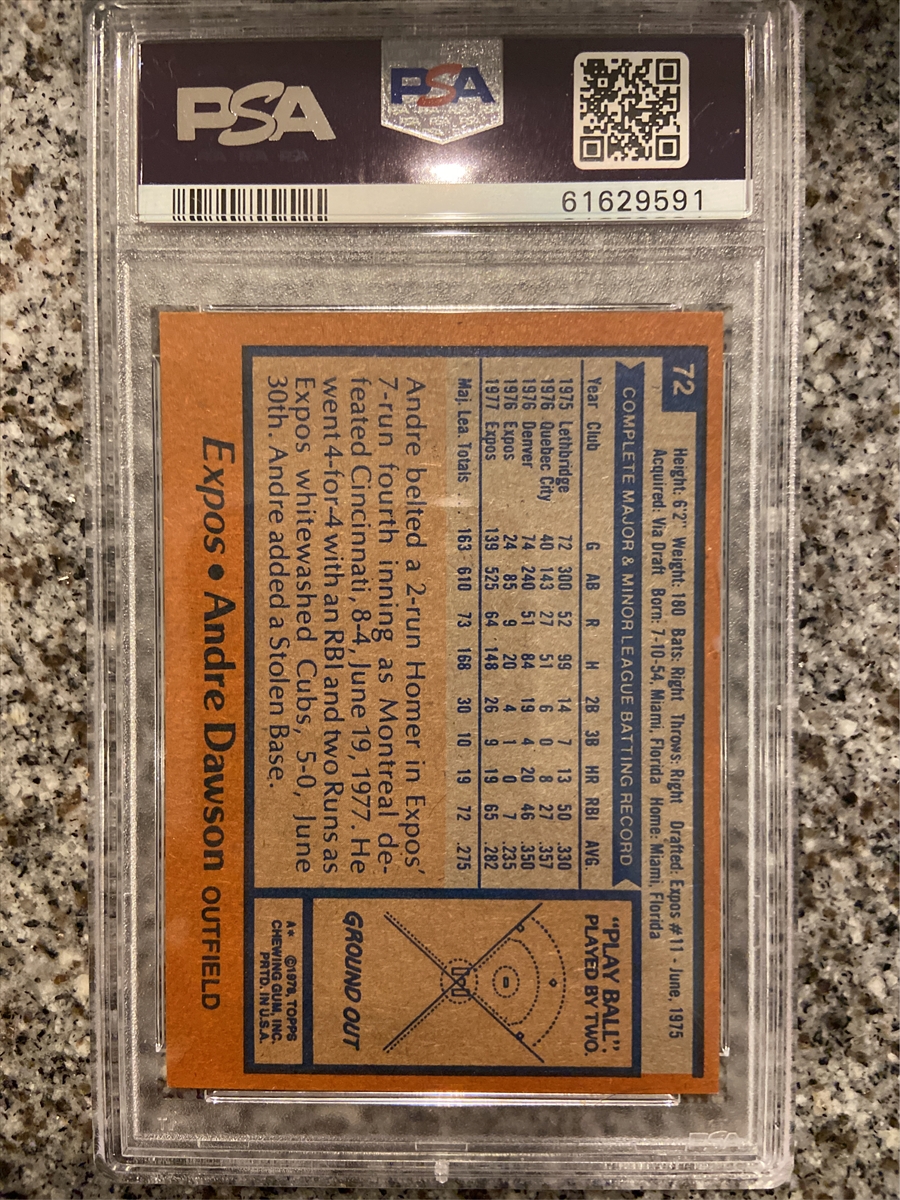 PSA
PSA
61629591
72
Height: 6'2" Weight: 180 Bats: Right Throws: Right Drafted: Expos #11 - June, 1975
Acquired: Via Draft Born: 7-10-54, Miami, Florida Home: Miami, Florida
COMPLETE MAJOR & MINOR LEAGUE BATTING RECORD
Year Club G AB R H 2B 3B HR RBI AVG.
1975 Lethbridge 72 300 52 99 14 7 13 50 .330
1976 Quebec City 40 143 27 51 6 0 8 27 .357
1976 Denver 74 240 51 84 19 4 20 46 .350
1976 Expos 24 85 9 20 4 1 0 7 .235
1977 Expos 139 525 64 148 26 9 19 65 .282
Maj. Lea. Totals 163 610 73 168 30 10 19 72 .275
Andre belted a 2-run Homer in Expos'
7-run fourth inning as Montreal de-
feated Cincinnati, 8-4, June 19, 1977. He
went 4-for-4 with an RBI and two Runs as
Expos whitewashed Cubs, 5-0, June
30th. Andre added a Stolen Base.
"PLAY BALL".
PLAYED BY TWO.
GROUND OUT
A* ©1978, TOPPS
CHEWING GUM, INC.
PRTD. IN U.S.A.
Expos • Andre Dawson OUTFIELD